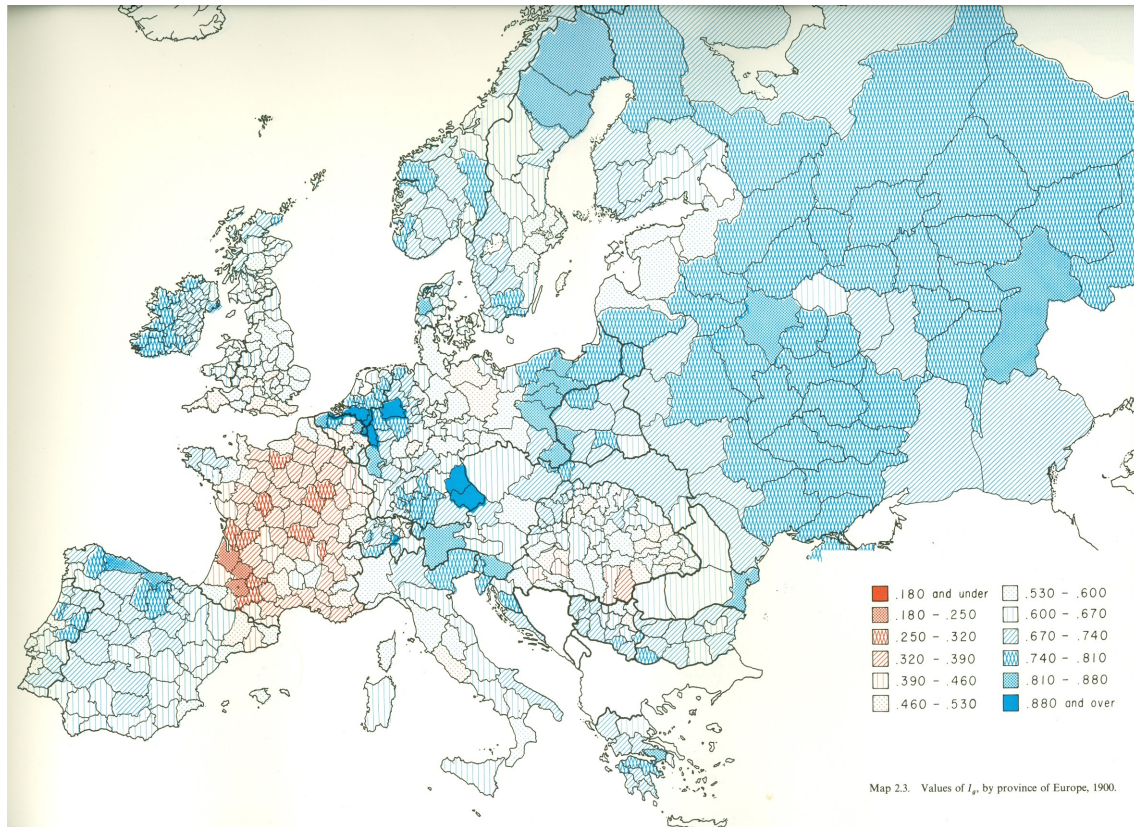 .180 and under
.180 – .250
.250 – .320
.320 – .390
.390 – .460
.460 – .530
.530 – .600
.600 – .670
.670 – .740
.740 – .810
.810 – .880
.880 and over
Map 2.3. Values of Ig, by province of Europe, 1900.